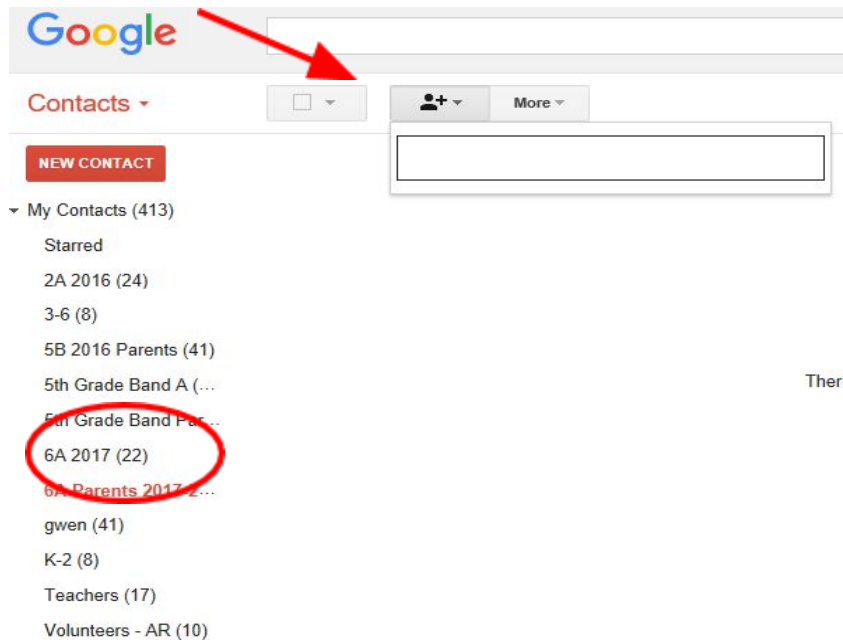 Google
Contacts
More
NEW CONTACT
My Contacts (413)
Starred
2A 2016 (24)
3-6 (8)
5B 2016 Parents (41)
5th Grade Band A (...
Ther
5th Grade Band Par...
6A 2017 (22)
6A Parents 2017-2...
gwen (41)
K-2 (8)
Teachers (17)
Volunteers - AR (10)